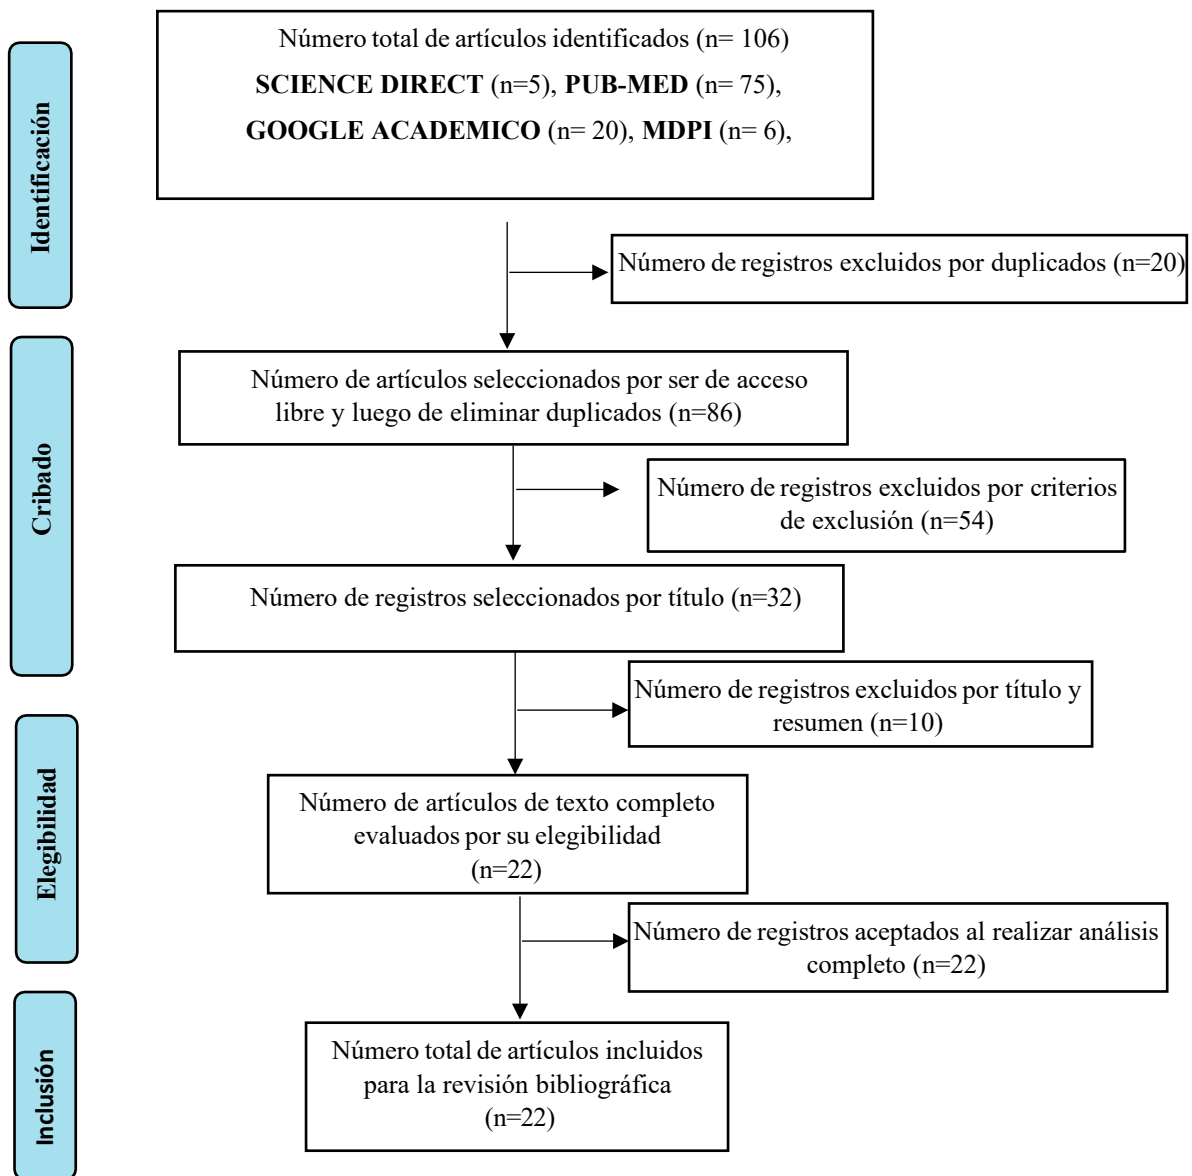 Identificación
Número total de artículos identificados (n= 106)
SCIENCE DIRECT (n=5), PUB-MED (n= 75),
GOOGLE ACADEMICO (n= 20), MDPI (n= 6),
Número de registros excluidos por duplicados (n=20)
Cribado
Número de artículos seleccionados por ser de acceso
libre y luego de eliminar duplicados (n=86)
Número de registros excluidos por criterios
de exclusión (n=54)
Número de registros seleccionados por título (n=32)
Número de registros excluidos por título y
resumen (n=10)
Elegibilidad
Número de artículos de texto completo
evaluados por su elegibilidad
(n=22)
Número de registros aceptados al realizar análisis
completo (n=22)
Inclusión
Número total de artículos incluidos
para la revisión bibliográfica
(n=22)